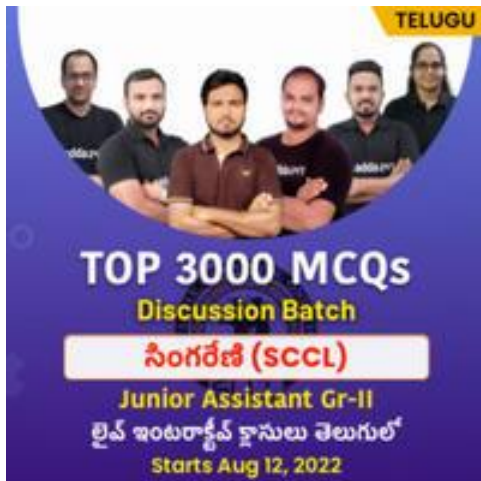 TELUGU
TOP 3000 MCQs
Discussion Batch
సింగరేణి (SCCL)
Junior Assistant Gr-II
లైవ్ ఇంటరాక్టివ్ క్లాసులు తెలుగులో
Starts Aug 12, 2022